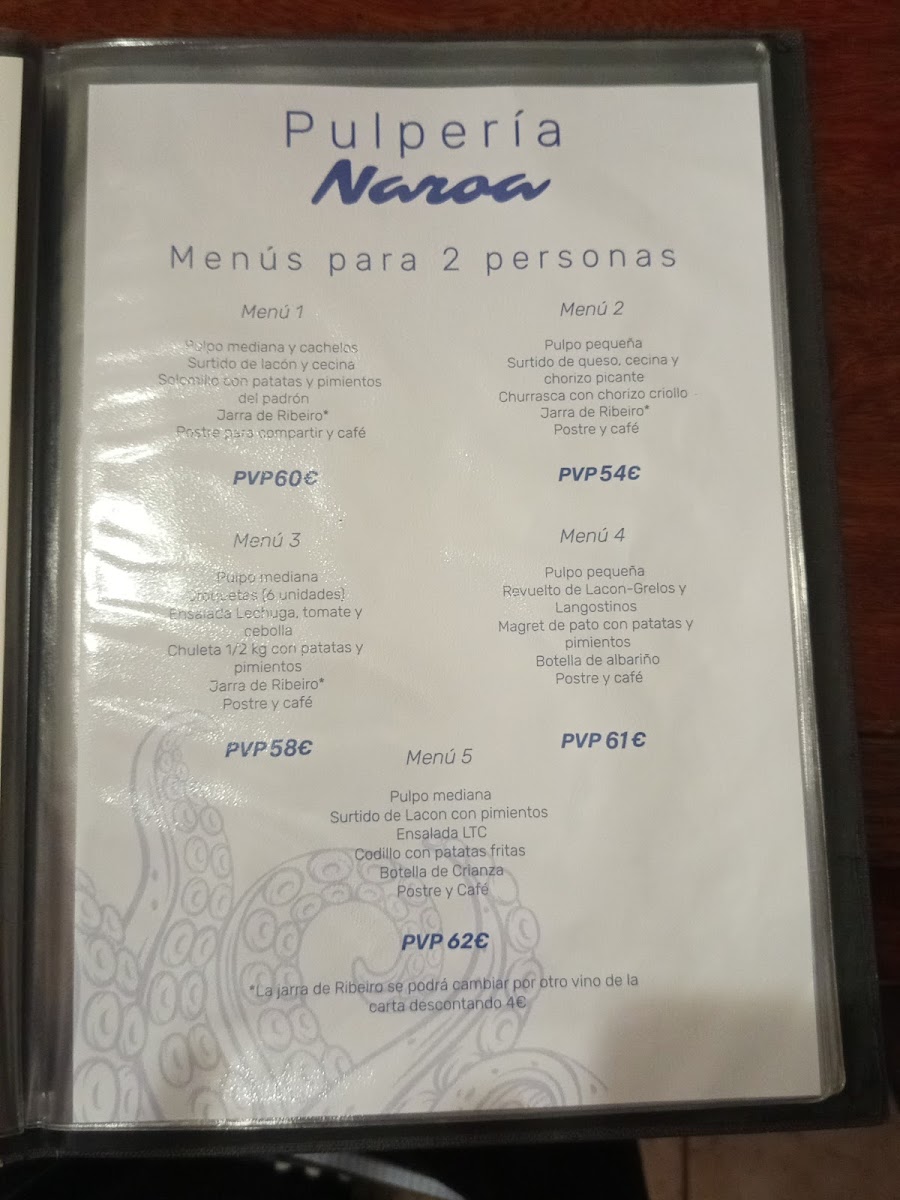 Pulpería
Naroa
Menús para 2 personas
Menú 1
Pulpo mediana y cachelos
Surtido de lacón y cecina
Solomillo con patatas y pimientos
del padrón
Jarra de Ribeiro*
Postre para compartir y café
PVP60€
Menú 2
Pulpo pequeña
Surtido de queso, cecina y
chorizo picante
Churrasca con chorizo criollo
Jarra de Ribeiro*
Postre y café
PVP 54€
Menú 3
Pulpo mediana
Croquetas (6 unidades)
Ensalada Lechuga, tomate y
cebolla
Chuleta 1/2 kg con patatas y
pimientos
Jarra de Ribeiro*
Postre y café
PVP 58€
Menú 4
Pulpo pequeña
Revuelto de Lacon-Grelos y
Langostinos
Magret de pato con patatas y
pimientos
Botella de albariño
Postre y café
PVP 61€
Menú 5
Pulpo mediana
Surtido de Lacon con pimientos
Ensalada LTC
Codillo con patatas fritas
Botella de Crianza
Postre y Café
PVP 62€
*La jarra de Ribeiro se podrá cambiar por otro vino de la
carta descontando 4€